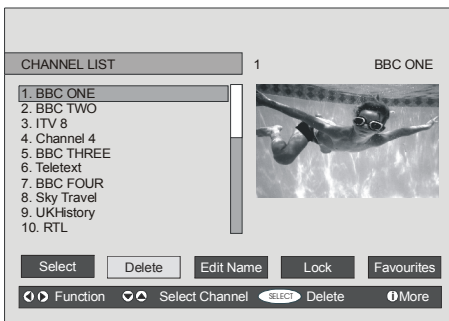 CHANNEL LIST
1 BBC ONE
1. BBC ONE
2. BBC TWO
3. ITV 8
4. Channel 4
5. BBC THREE
6. Teletext
7. BBC FOUR
8. Sky Travel
9. UKHistory
10. RTL
Select Delete Edit Name Lock Favourites
Function Select Channel SELECT Delete i More